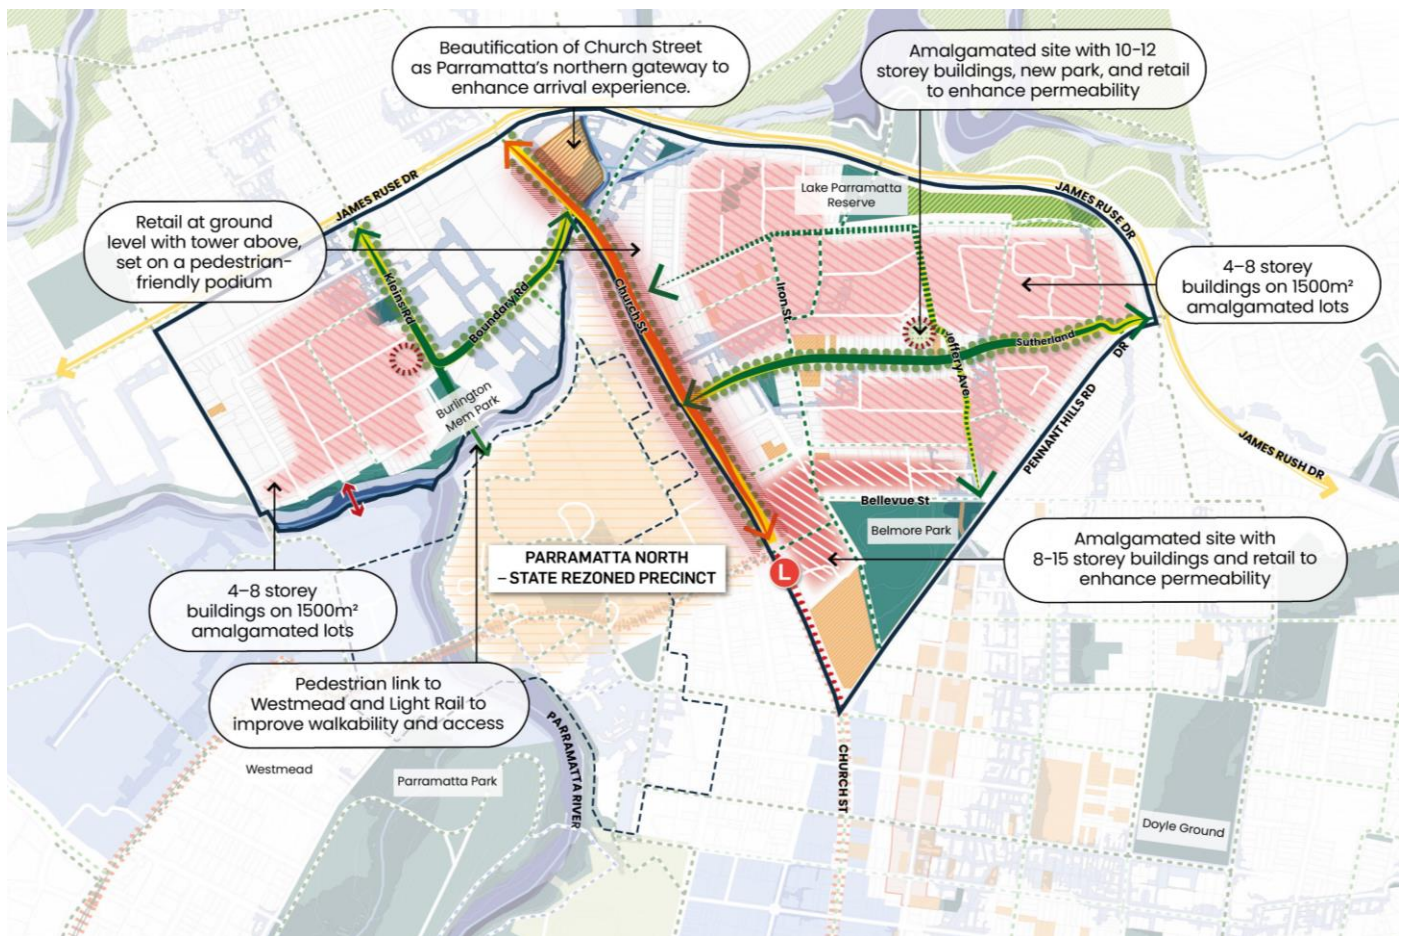 Beautification of Church Street
as Parramatta's northern gateway to
enhance arrival experience.
Amalgamated site with 10-12
storey buildings, new park, and retail
to enhance permeability
JAMES RUSE DR
Lake Parramatta
Reserve
JAMES RUSE DR
Retail at ground
level with tower above,
set on a pedestrian-
friendly podium
4–8 storey
buildings on 1500m²
amalgamated lots
Kleins Rd
Boundary Rd
Church St
Iron St.
Jeffery Ave
Sutherland
DR
PENNANT HILLS RD
Burlington
Mem Park
JAMES RUSH DR
Bellevue St
Belmore Park
PARRAMATTA NORTH
– STATE REZONED PRECINCT
L
Amalgamated site with
8-15 storey buildings and retail to
enhance permeability
4–8 storey
buildings on 1500m²
amalgamated lots
Pedestrian link to
Westmead and Light Rail to
improve walkability and access
Westmead
Parramatta Park
PARRAMATTA RIVER
CHURCH ST
Doyle Ground